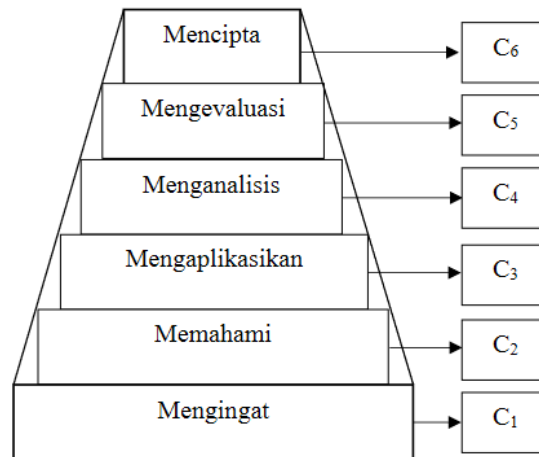 Mencipta
C₆
Mengevaluasi
C₅
Menganalisis
C₄
Mengaplikasikan
C₃
Memahami
C₂
Mengingat
C₁